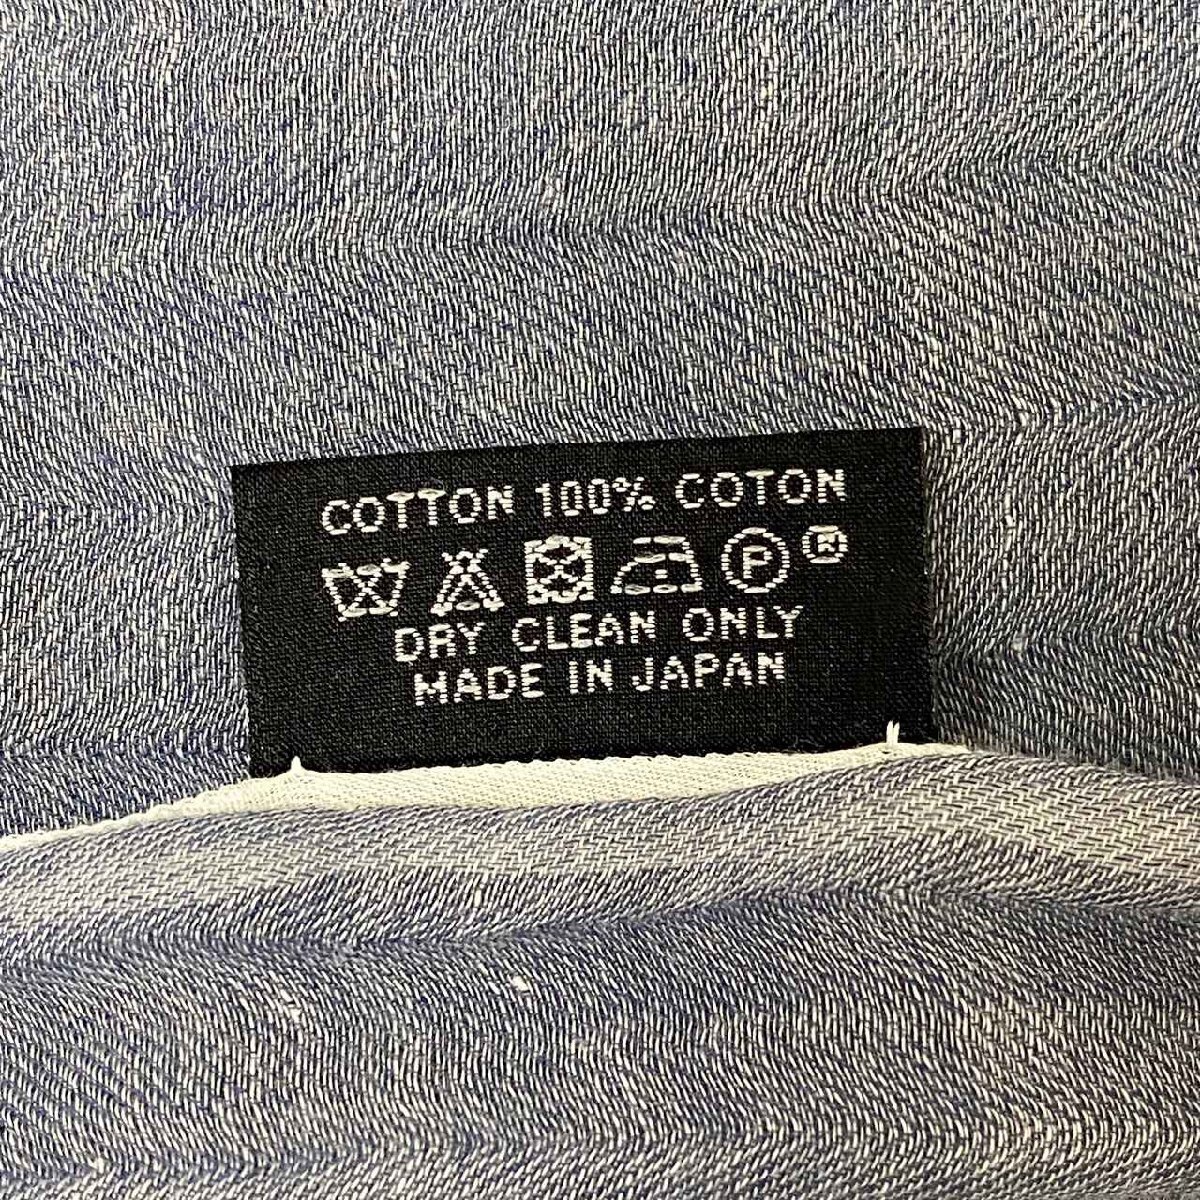 COTTON 100% COTON
P ®
DRY CLEAN ONLY
MADE IN JAPAN